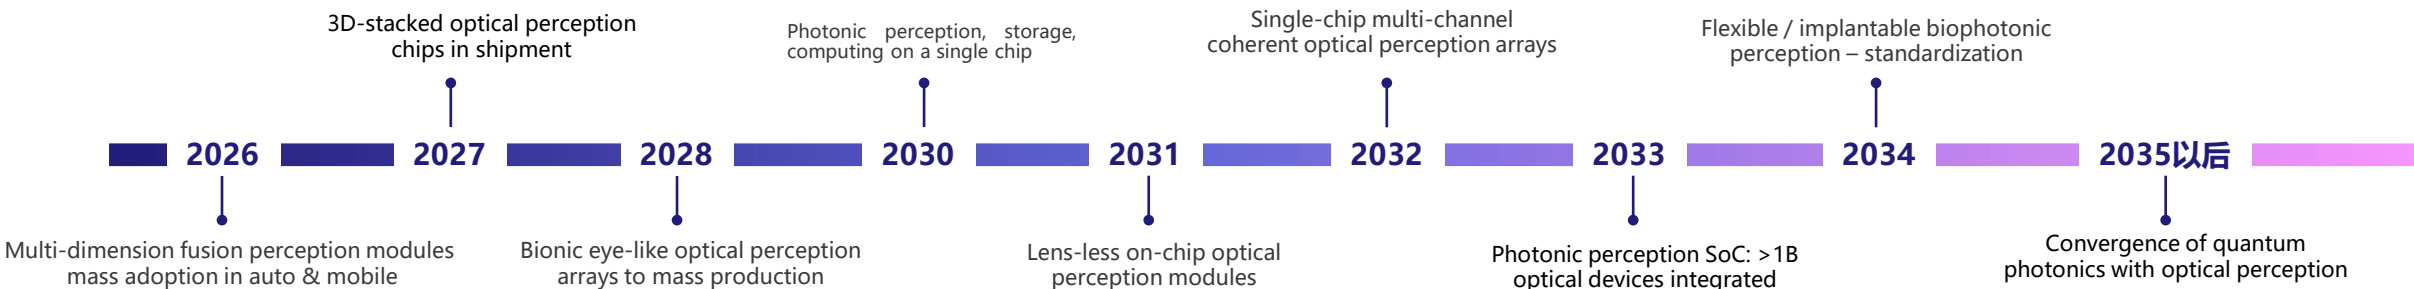 3D-stacked optical perception
chips in shipment
Photonic perception, storage,
computing on a single chip
Single-chip multi-channel
coherent optical perception arrays
Flexible / implantable biophotonic
perception – standardization
2026
2027
2028
2030
2031
2032
2033
2034
2035以后
Multi-dimension fusion perception modules
mass adoption in auto & mobile
Bionic eye-like optical perception
arrays to mass production
Lens-less on-chip optical
perception modules
Photonic perception SoC: >1B
optical devices integrated
Convergence of quantum
photonics with optical perception